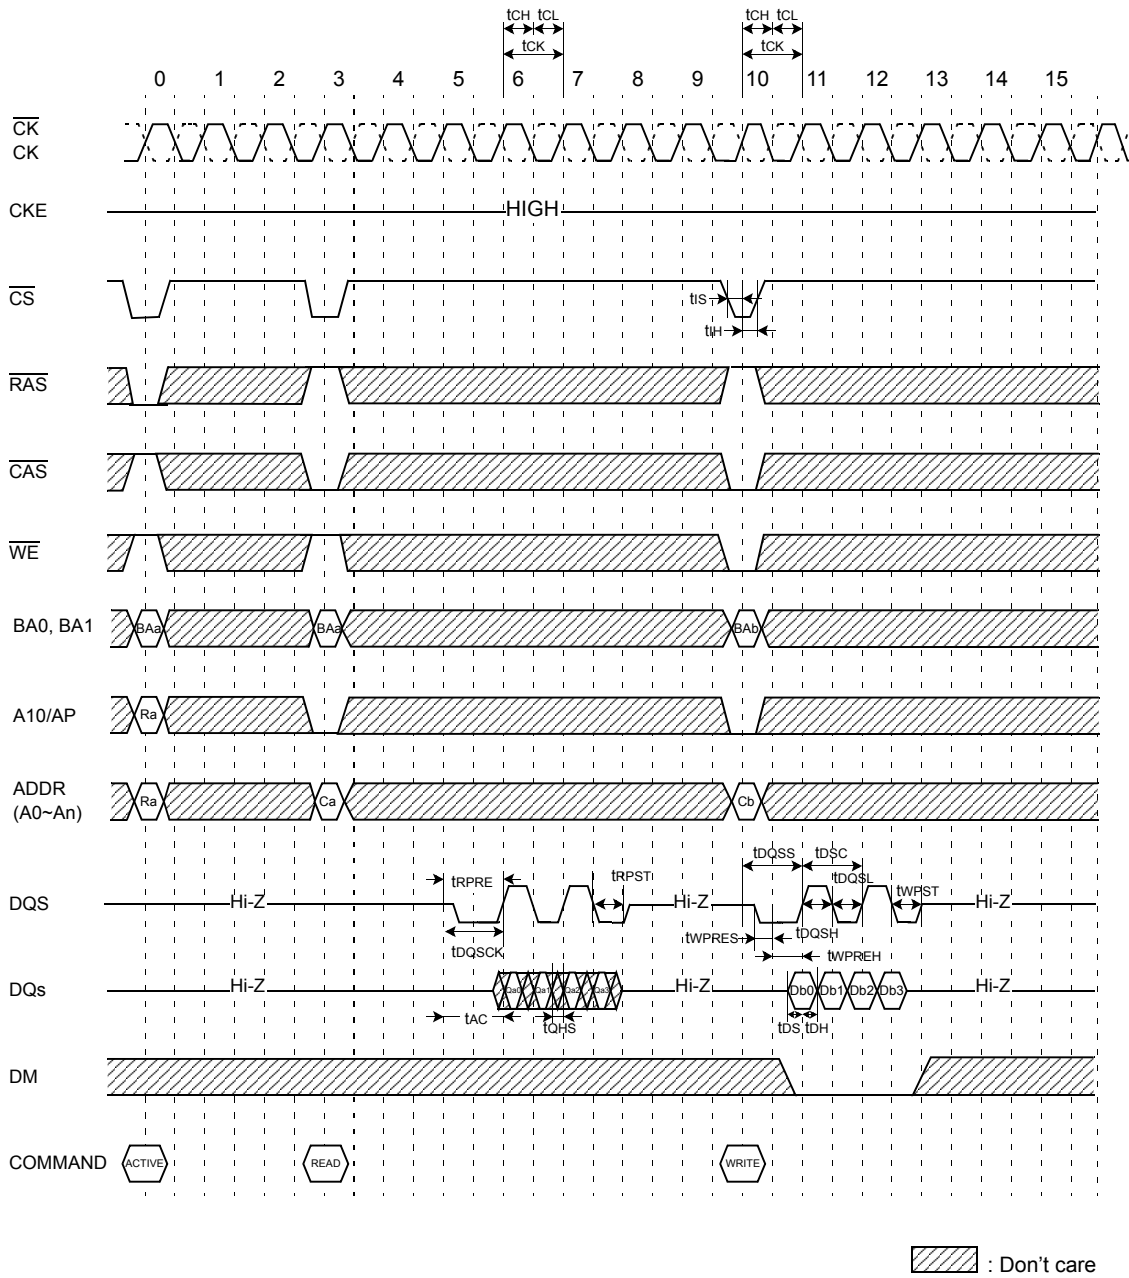 tCH tCL tCH tCL
tCK tCK
0 1 2 3 4 5 6 7 8 9 10 11 12 13 14 15
CK
CK
CKE HIGH
CS tIS
tIH
RAS
CAS
WE
BA0, BA1 BAa BAa BAb
A10/AP Ra
ADDR
(A0~An) Ra Ca Cb
tDQSS tDSC
tRPRE tRPST tDQSL tWPST
DQS Hi-Z Hi-Z Hi-Z
tDQSCK tWPRES tDQSH
tWPREH
DQs Hi-Z Qa0 Qa1 Qa2 Qa3 Hi-Z Db0 Db1 Db2 Db3 Hi-Z
tAC tQHS tDS tDH
DM
COMMAND ACTIVE READ WRITE
: Don't care